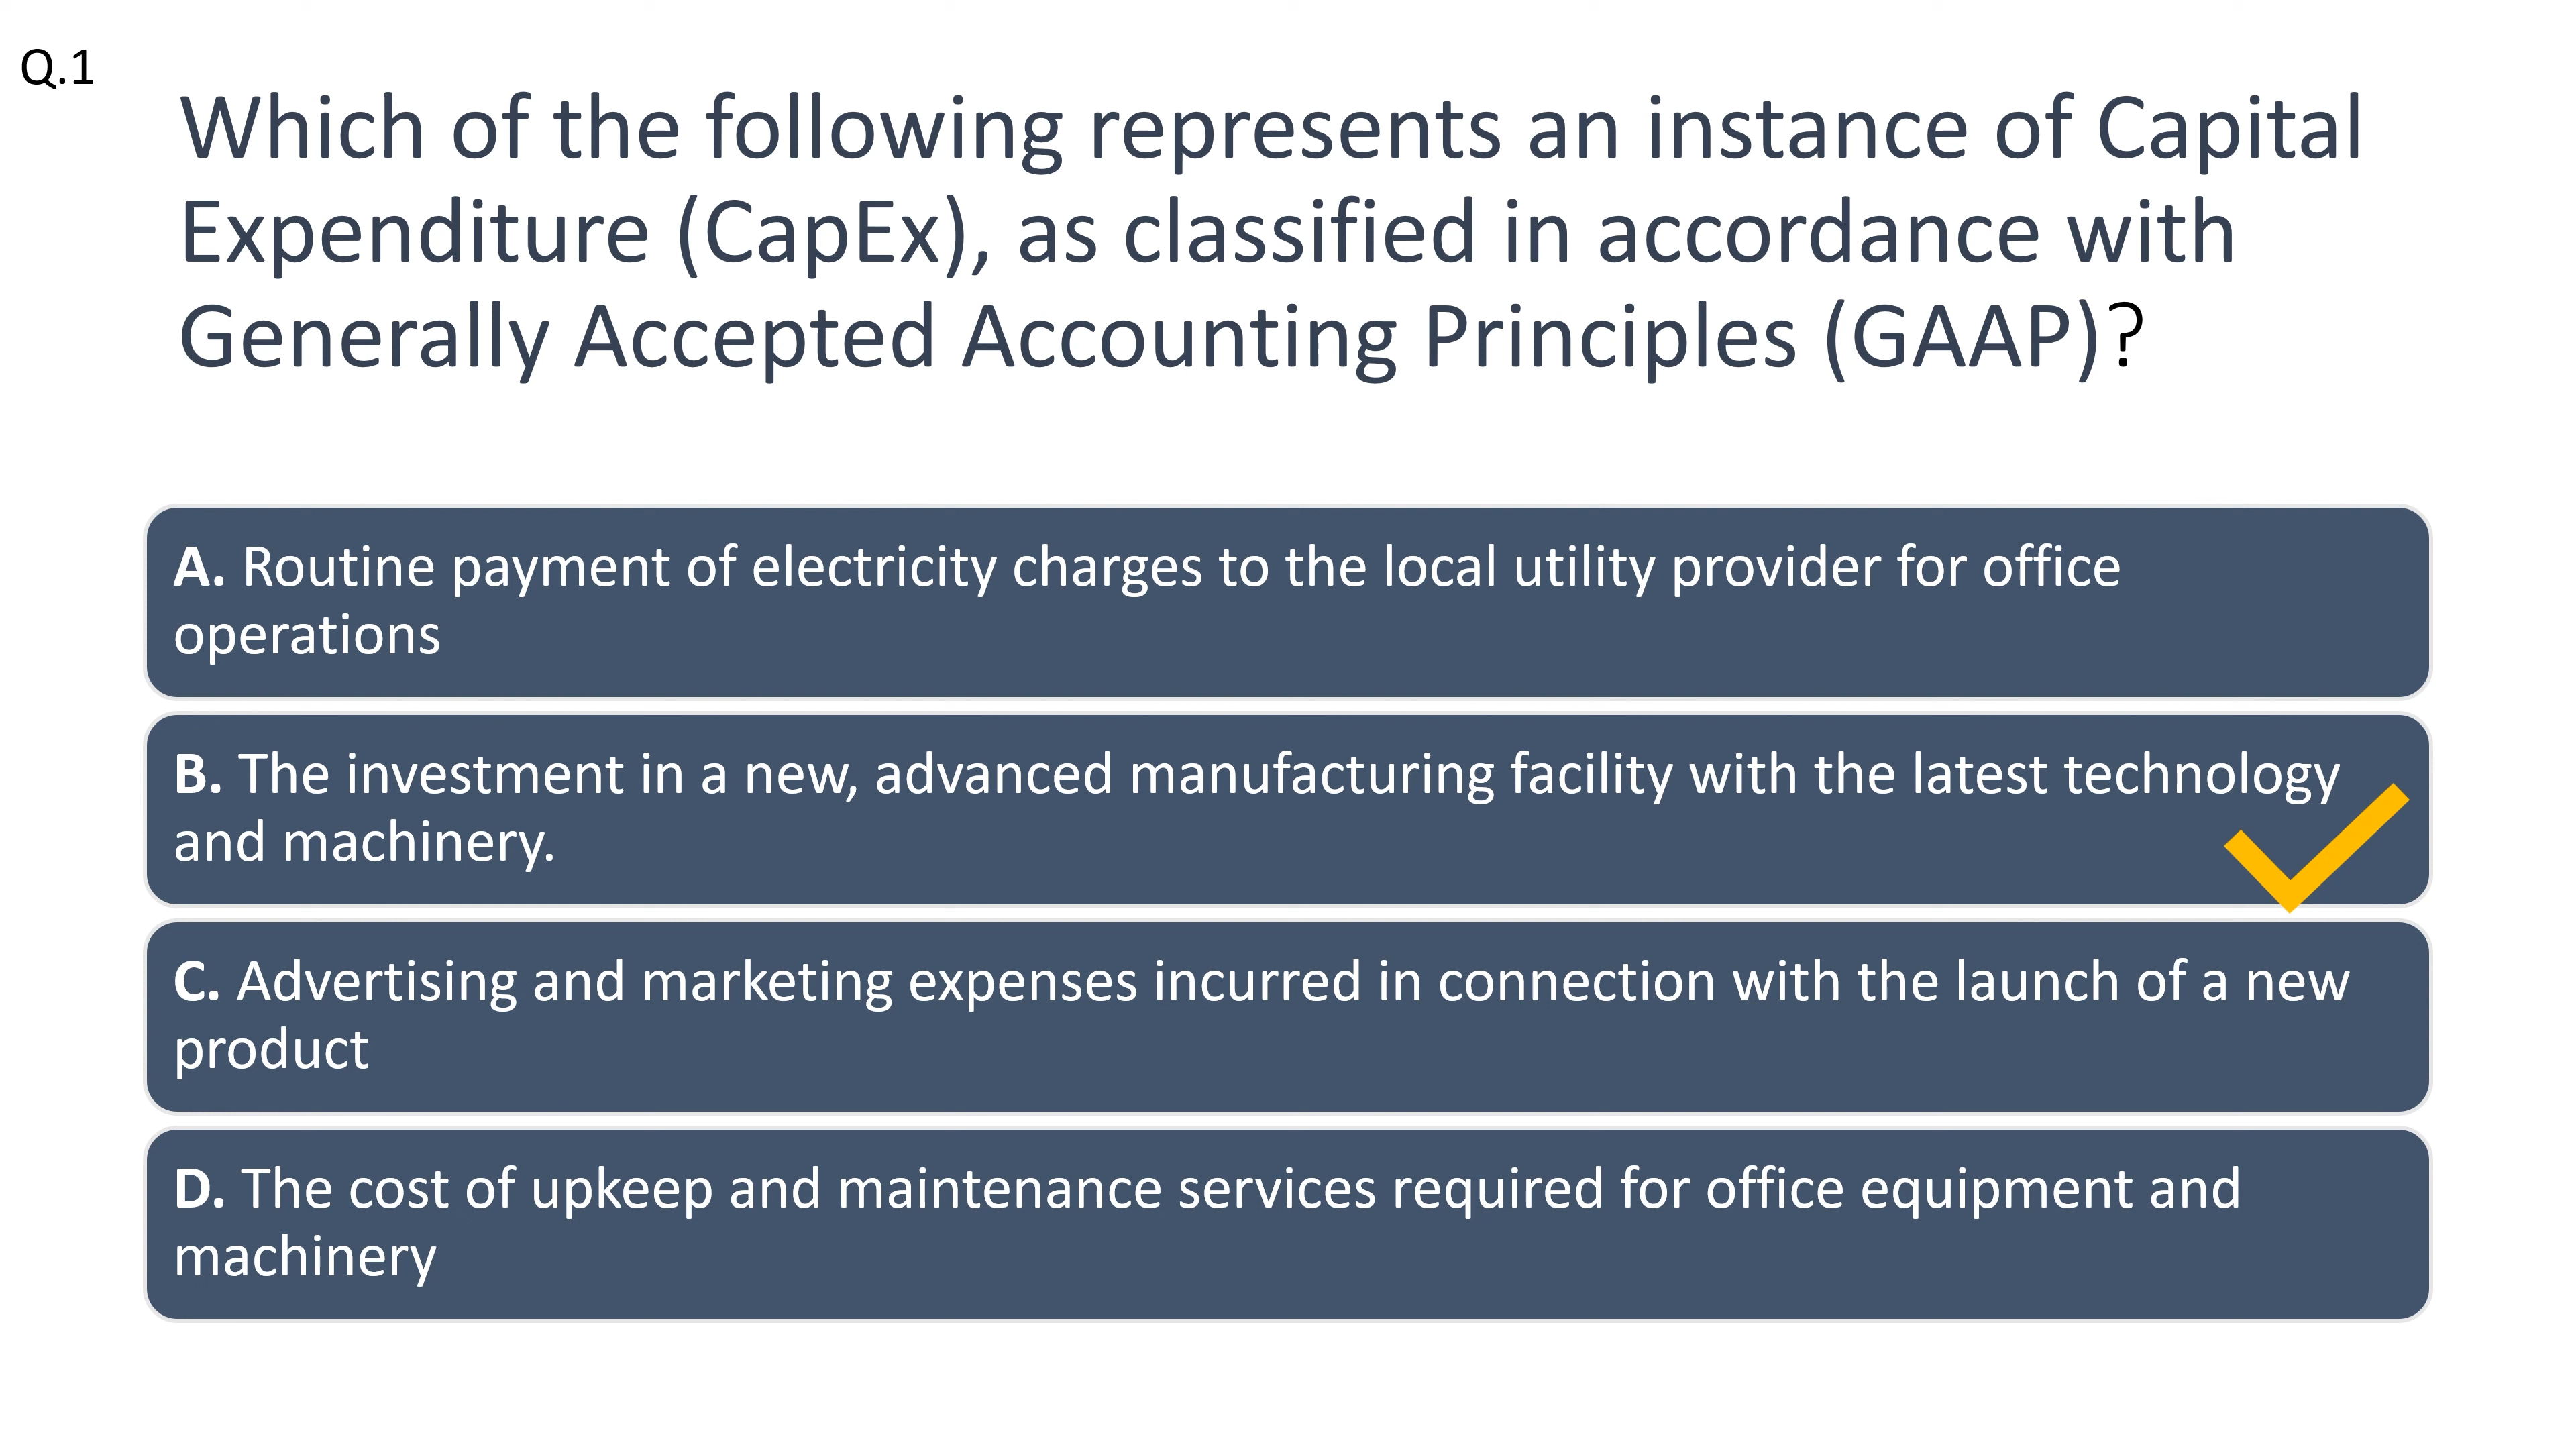 Q.1
Which of the following represents an instance of Capital
Expenditure (CapEx), as classified in accordance with
Generally Accepted Accounting Principles (GAAP)?
A. Routine payment of electricity charges to the local utility provider for office
operations
B. The investment in a new, advanced manufacturing facility with the latest technology
and machinery.
C. Advertising and marketing expenses incurred in connection with the launch of a new
product
D. The cost of upkeep and maintenance services required for office equipment and
machinery